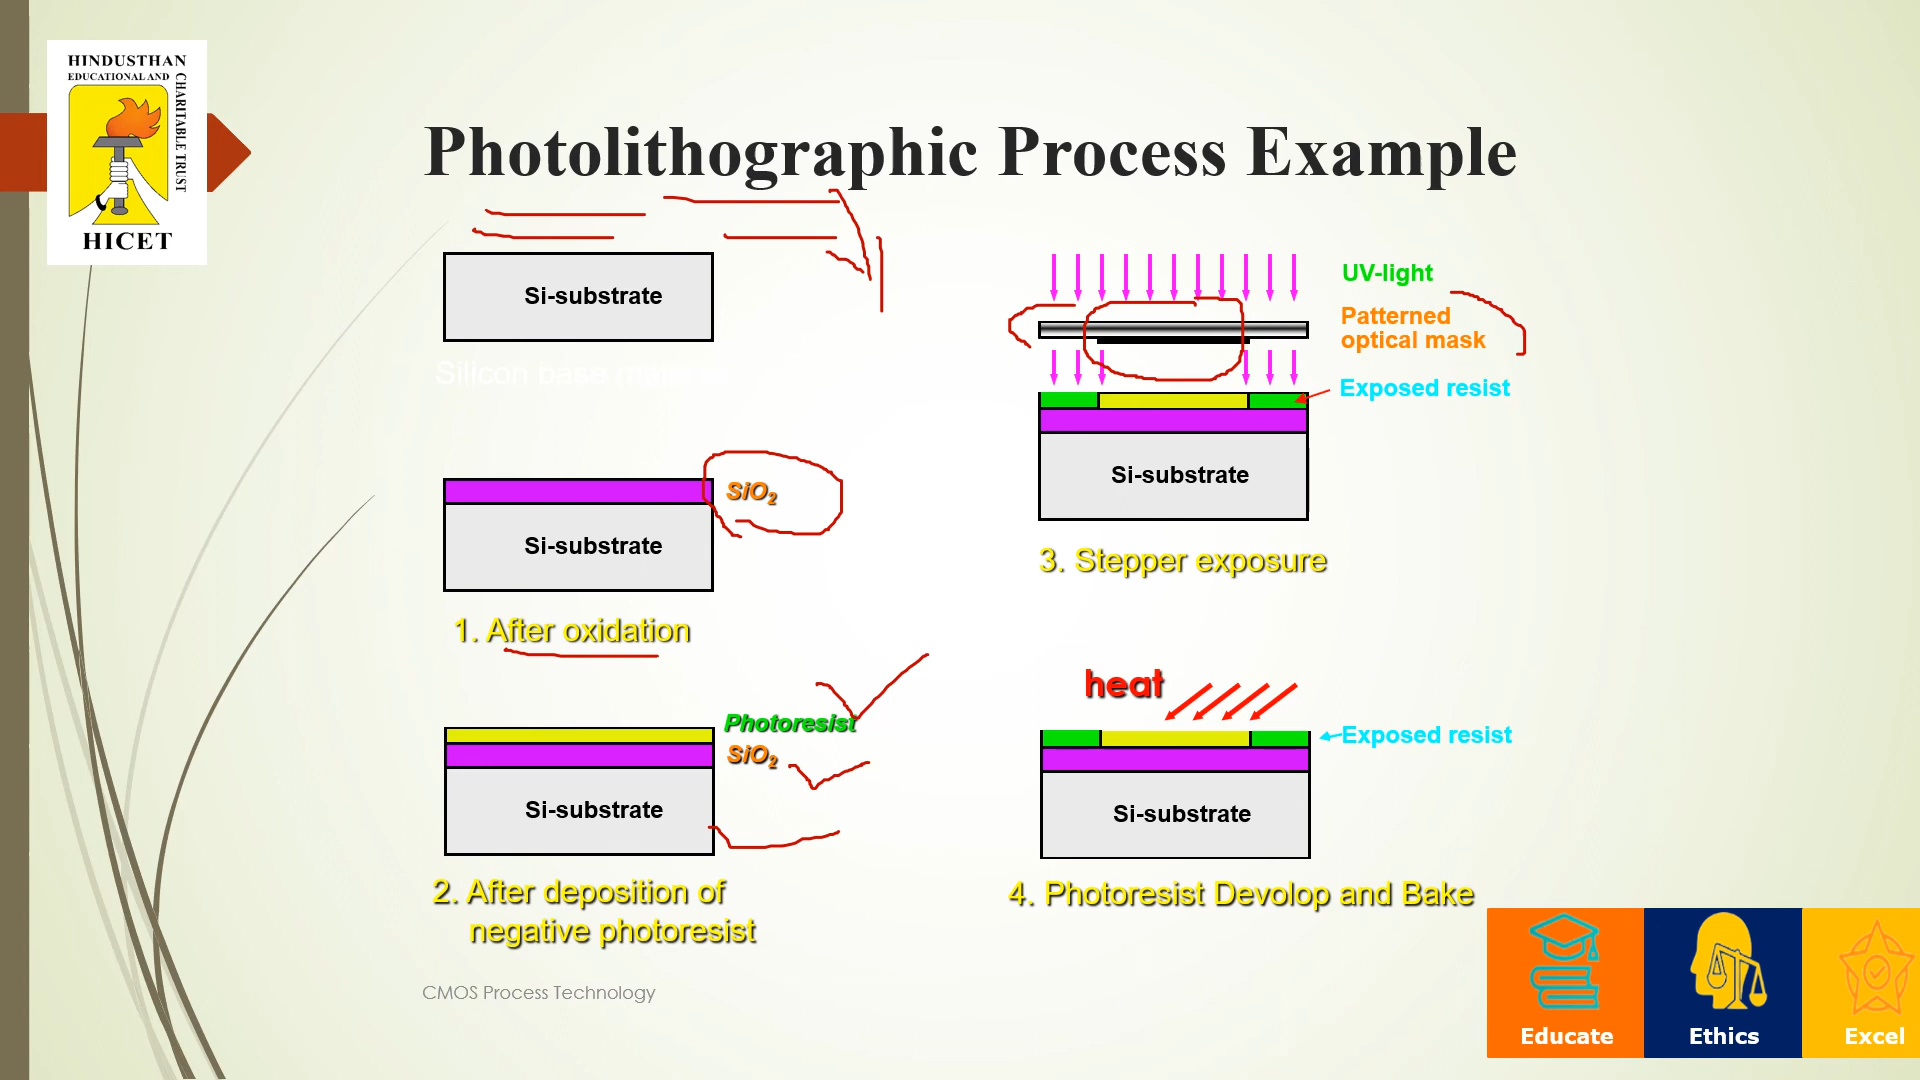 HINDUSTHAN
EDUCATIONAL AND
CHARITABLE TRUST
HICET
Photolithographic Process Example
Si-substrate
Silicon base
SiO2
Si-substrate
1. After oxidation
Photoresist
SiO2
Si-substrate
2. After deposition of
negative photoresist
UV-light
Patterned
optical mask
Exposed resist
Si-substrate
3. Stepper exposure
heat
Exposed resist
Si-substrate
4. Photoresist Devolop and Bake
CMOS Process Technology
Educate
Ethics
Excel